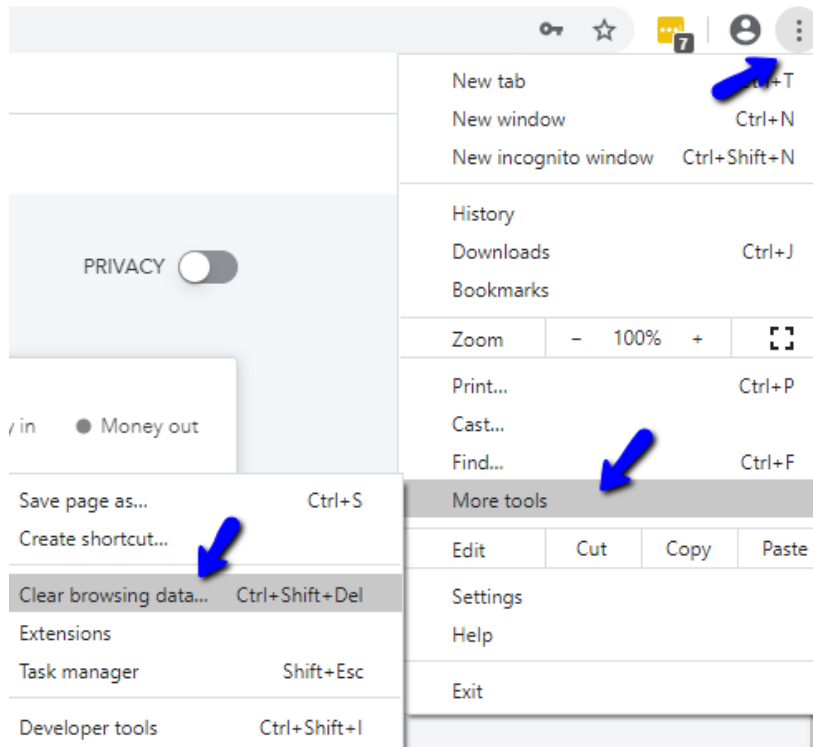 7
New tab Ctrl+T
New window Ctrl+N
New incognito window Ctrl+Shift+N
History
Downloads Ctrl+J
Bookmarks
Zoom - 100% +
Print... Ctrl+P
Cast...
Find... Ctrl+F
More tools
Edit Cut Copy Paste
Settings
Help
Exit
PRIVACY
y in Money out
Save page as... Ctrl+S
Create shortcut...
Clear browsing data... Ctrl+Shift+Del
Extensions
Task manager Shift+Esc
Developer tools Ctrl+Shift+I